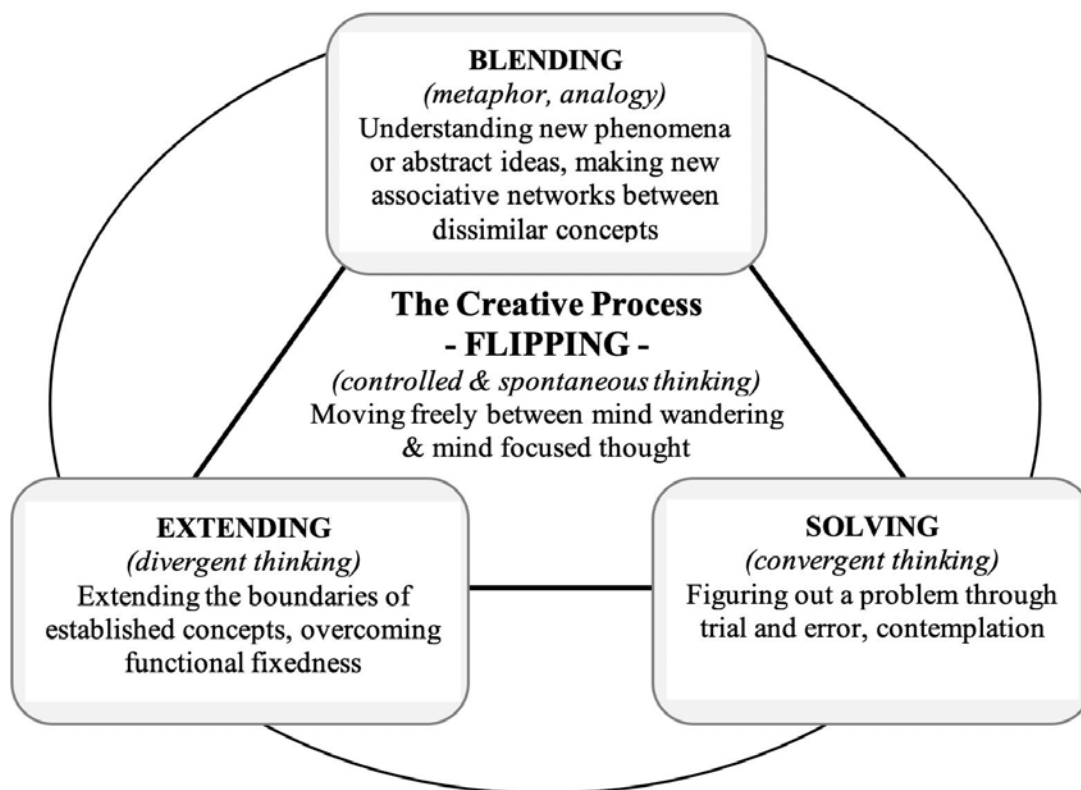 BLENDING
(metaphor, analogy)
Understanding new phenomena
or abstract ideas, making new
associative networks between
dissimilar concepts
The Creative Process
- FLIPPING -
(controlled & spontaneous thinking)
Moving freely between mind wandering
& mind focused thought
EXTENDING
(divergent thinking)
Extending the boundaries of
established concepts, overcoming
functional fixedness
SOLVING
(convergent thinking)
Figuring out a problem through
trial and error, contemplation